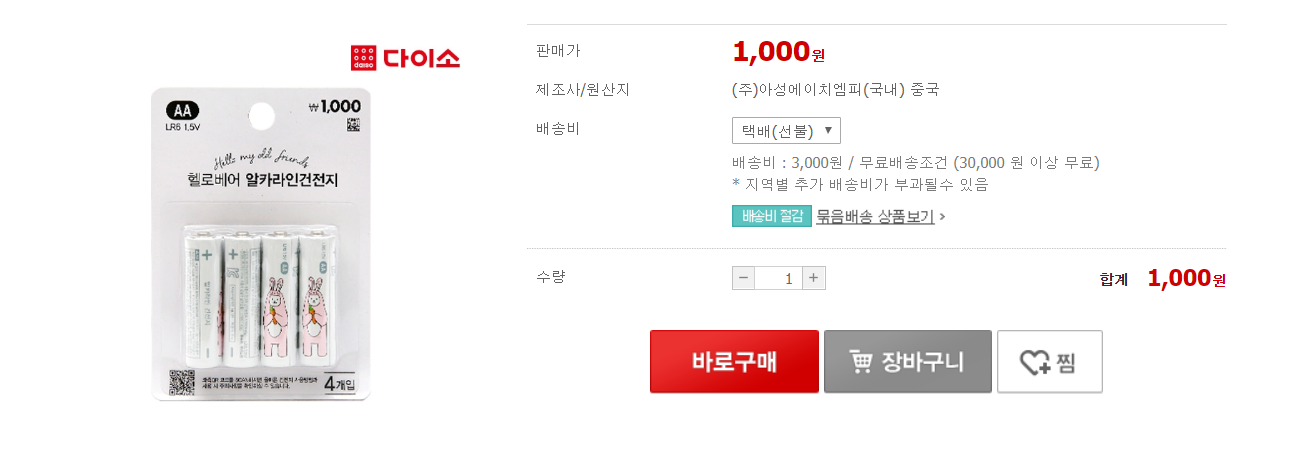 다이소
daiso
AA
LR6 1.5V
₩1,000
Hello my old friends
헬로베어 알카라인건전지
AA
AA
4개입
판매가
1,000원
제조사/원산지
(주)아성에이치엠피(국내) 중국
배송비
택배(선불) ▼
배송비 : 3,000원 / 무료배송조건 (30,000 원 이상 무료)
* 지역별 추가 배송비가 부과될수 있음
배송비 절감 묶음배송 상품보기 >
수량
− 1 +
합계 1,000원
바로구매
장바구니
찜